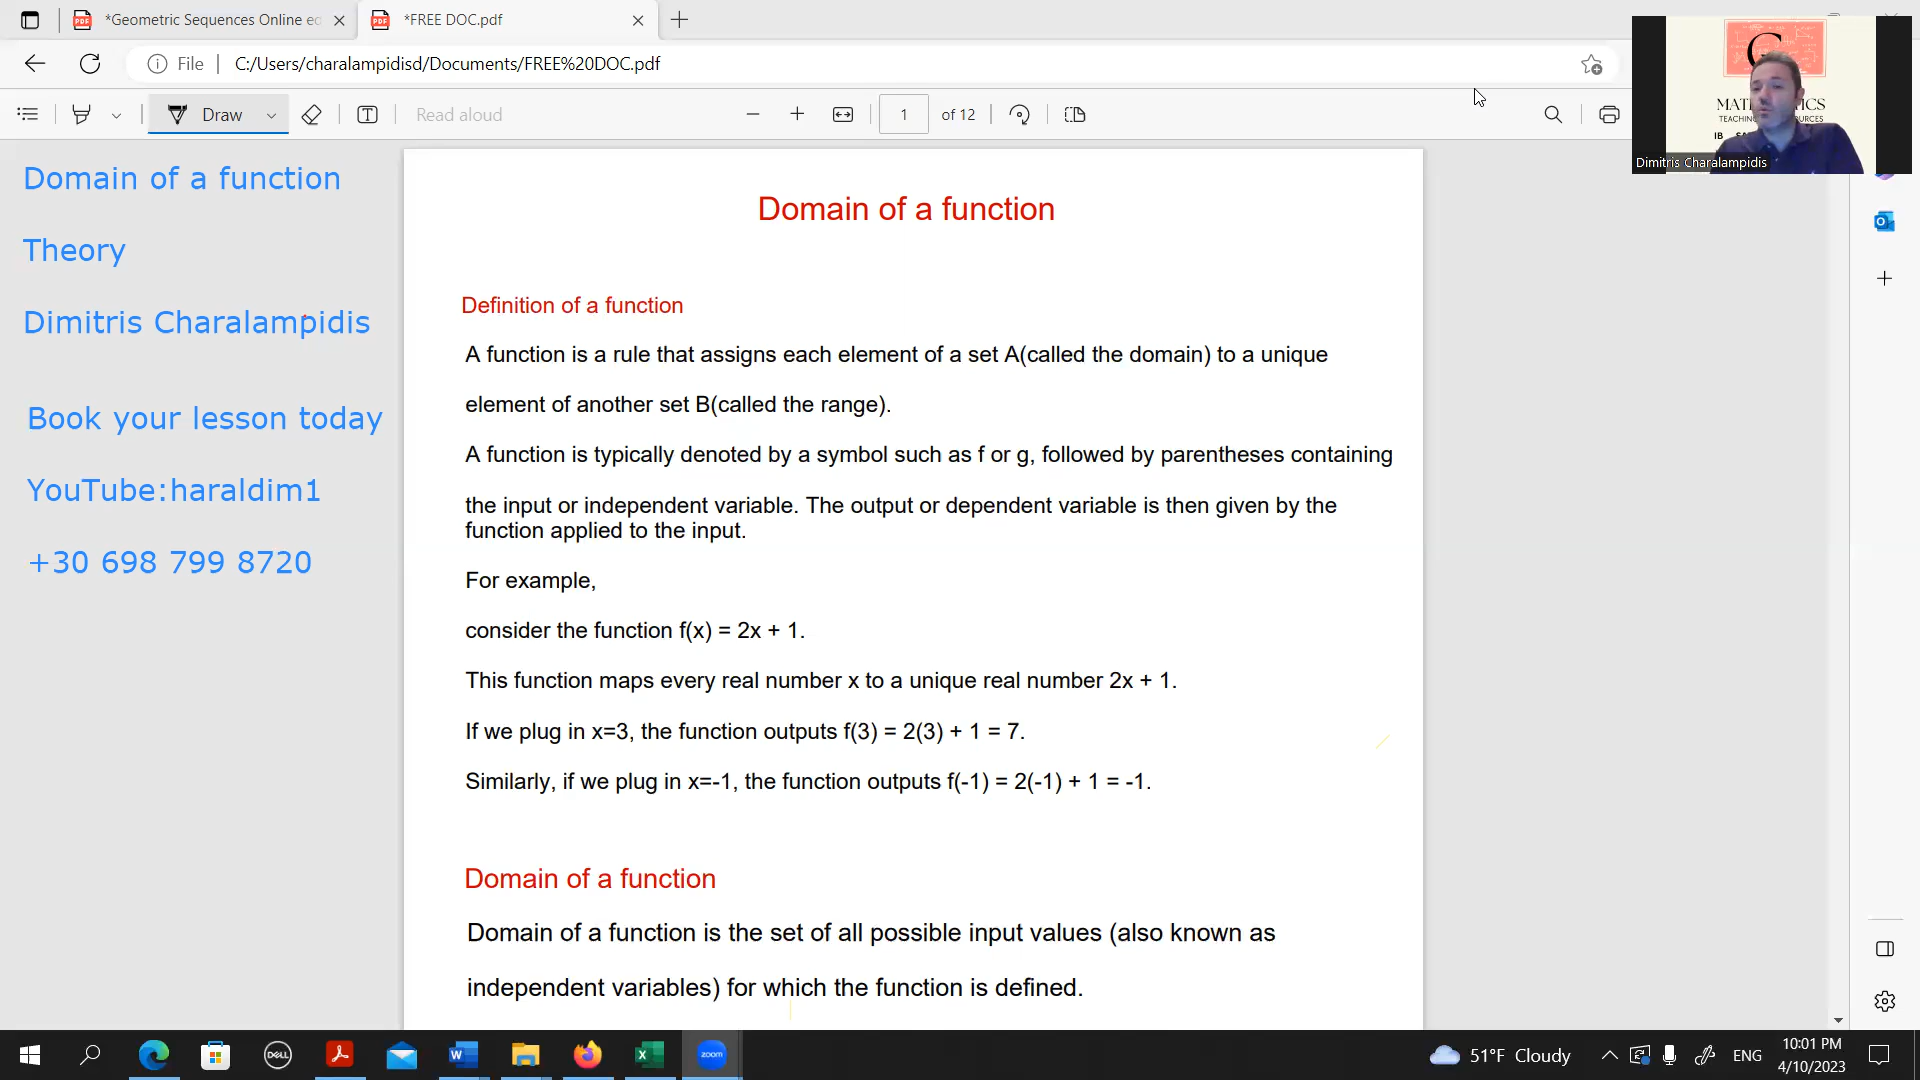 *Geometric Sequences Online ed
*FREE DOC.pdf
File
C:/Users/charalampidisd/Documents/FREE%20DOC.pdf
Draw
Read aloud
1
of 12
MATHEMATICS
TEACHING RESOURCES
IB
Dimitris Charalampidis
Domain of a function
Theory
Dimitris Charalampidis
Book your lesson today
YouTube:haraldim1
+30 698 799 8720
Domain of a function
Definition of a function
A function is a rule that assigns each element of a set A(called the domain) to a unique
element of another set B(called the range).
A function is typically denoted by a symbol such as f or g, followed by parentheses containing
the input or independent variable. The output or dependent variable is then given by the
function applied to the input.
For example,
consider the function f(x) = 2x + 1.
This function maps every real number x to a unique real number 2x + 1.
If we plug in x=3, the function outputs f(3) = 2(3) + 1 = 7.
Similarly, if we plug in x=-1, the function outputs f(-1) = 2(-1) + 1 = -1.
Domain of a function
Domain of a function is the set of all possible input values (also known as
independent variables) for which the function is defined.
DELL
zoom
51°F Cloudy
ENG
10:01 PM
4/10/2023